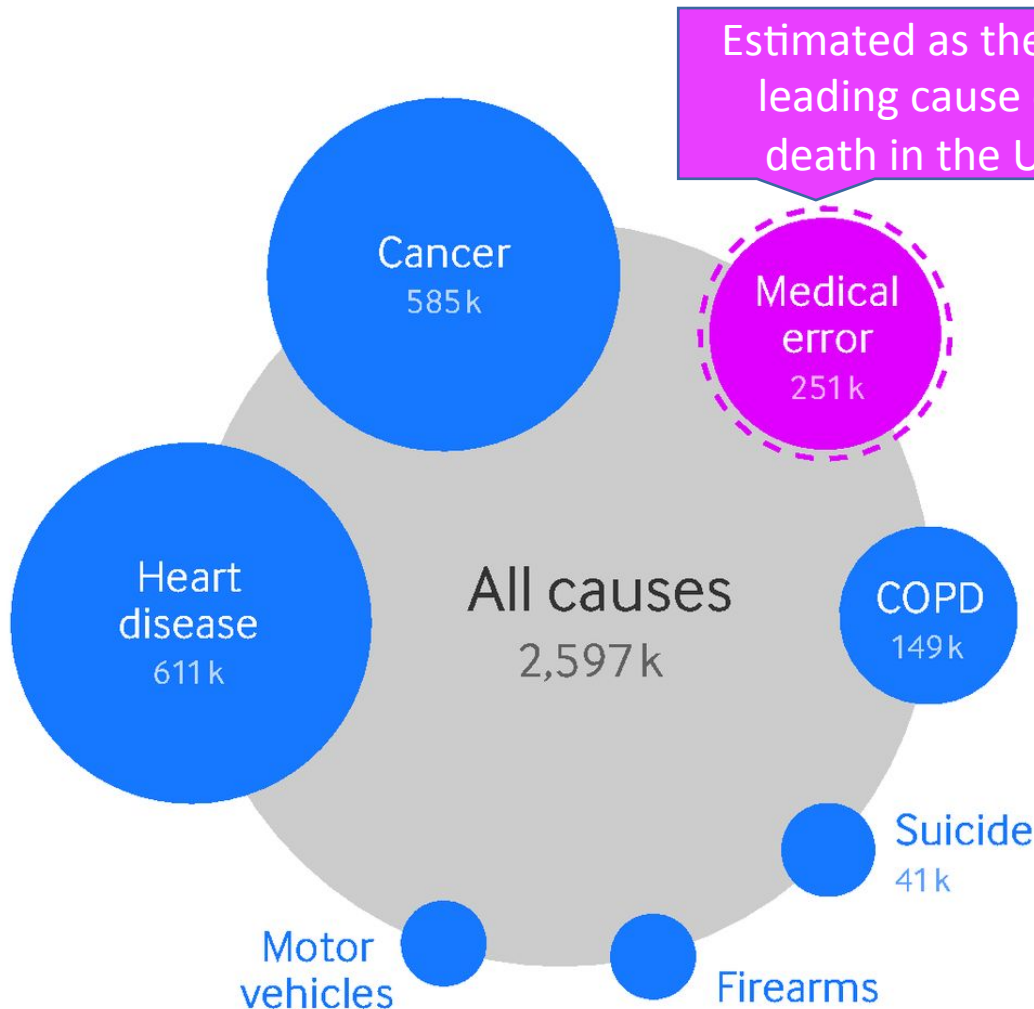 Estimated as the
leading cause
death in the U
Cancer
585k
Medical
error
251k
Heart
disease
611k
All causes
2,597k
COPD
149k
Suicide
41k
Motor
vehicles
Firearms